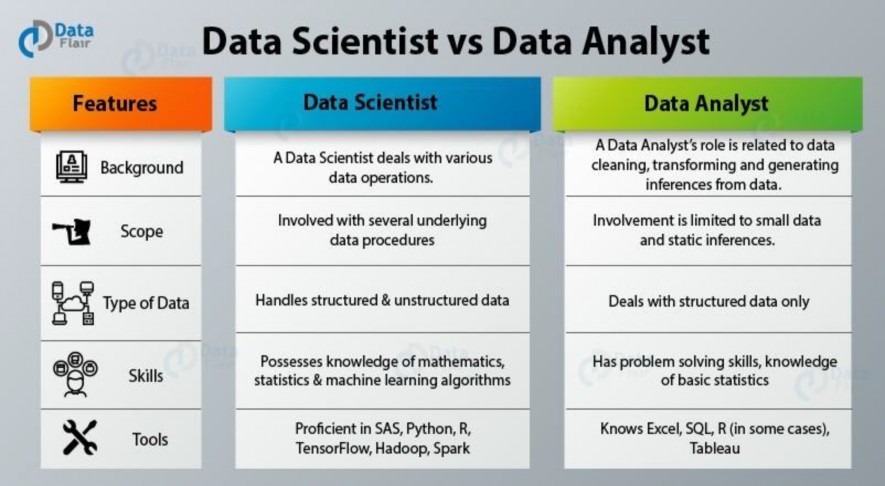 Data
Flair
Data Scientist vs Data Analyst
Features
Data Scientist
Data Analyst
Background
A Data Scientist deals with various
data operations.
A Data Analyst's role is related to data
cleaning, transforming and generating
inferences from data.
Scope
Involved with several underlying
data procedures
Involvement is limited to small data
and static inferences.
Type of Data
Handles structured & unstructured data
Deals with structured data only
Skills
Possesses knowledge of mathematics,
statistics & machine learning algorithms
Has problem solving skills, knowledge
of basic statistics
Tools
Proficient in SAS, Python, R,
TensorFlow, Hadoop, Spark
Knows Excel, SQL, R (in some cases),
Tableau